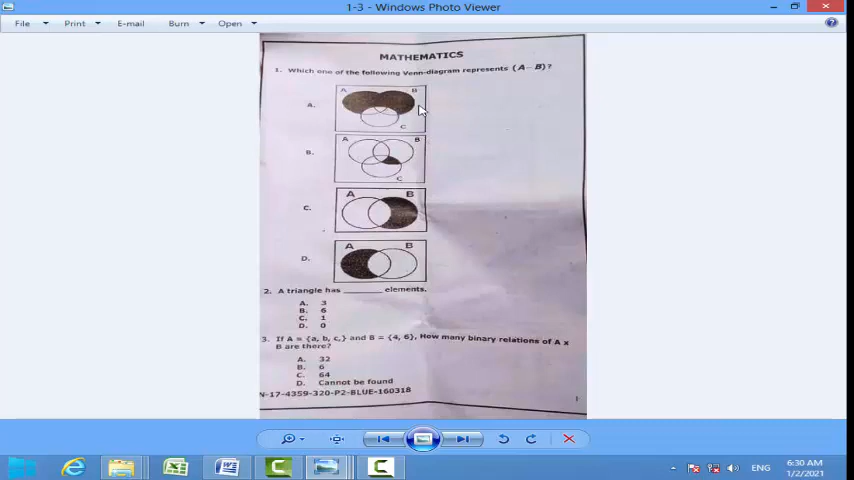 1-3 - Windows Photo Viewer
File Print E-mail Burn Open
MATHEMATICS
1. Which one of the following Venn-diagram represents (A - B)?
A.
A B
C
B.
A B
C
C.
A B
D.
A B
2. A triangle has ______ elements.
A. 3
B. 6
C. 1
D. 0
3. If A = {a, b, c,} and B = {4, 6}, How many binary relations of A x
B are there?
A. 32
B. 6
C. 64
D. Cannot be found
N-17-4359-320-P2-BLUE-160318
ENG
6:30 AM
1/2/2021